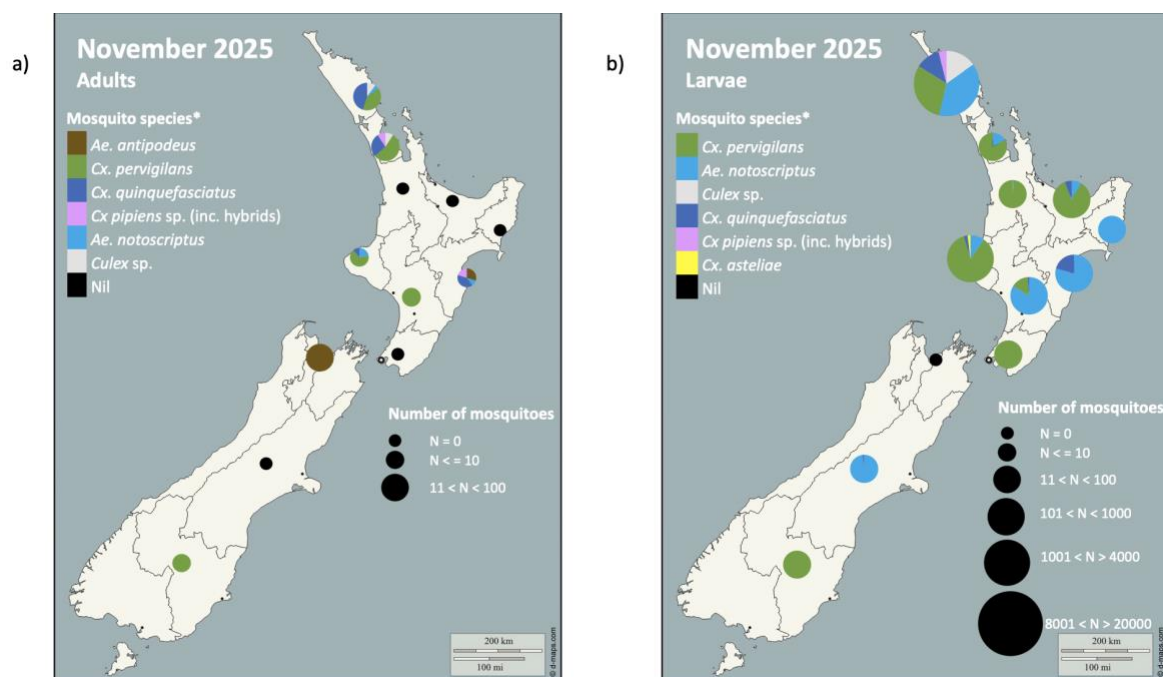 a)
November 2025
Adults
Mosquito species*
Ae. antipodeus
Cx. pervigilans
Cx. quinquefasciatus
Cx pipiens sp. (inc. hybrids)
Ae. notoscriptus
Culex sp.
Nil
Number of mosquitoes
N = 0
N < = 10
11 < N < 100
200 km
100 mi
© d-maps.com
b)
November 2025
Larvae
Mosquito species*
Cx. pervigilans
Ae. notoscriptus
Culex sp.
Cx. quinquefasciatus
Cx pipiens sp. (inc. hybrids)
Cx. asteliae
Nil
Number of mosquitoes
N = 0
N < = 10
11 < N < 100
101 < N < 1000
1001 < N > 4000
8001 < N > 20000
200 km
100 mi
© d-maps.com